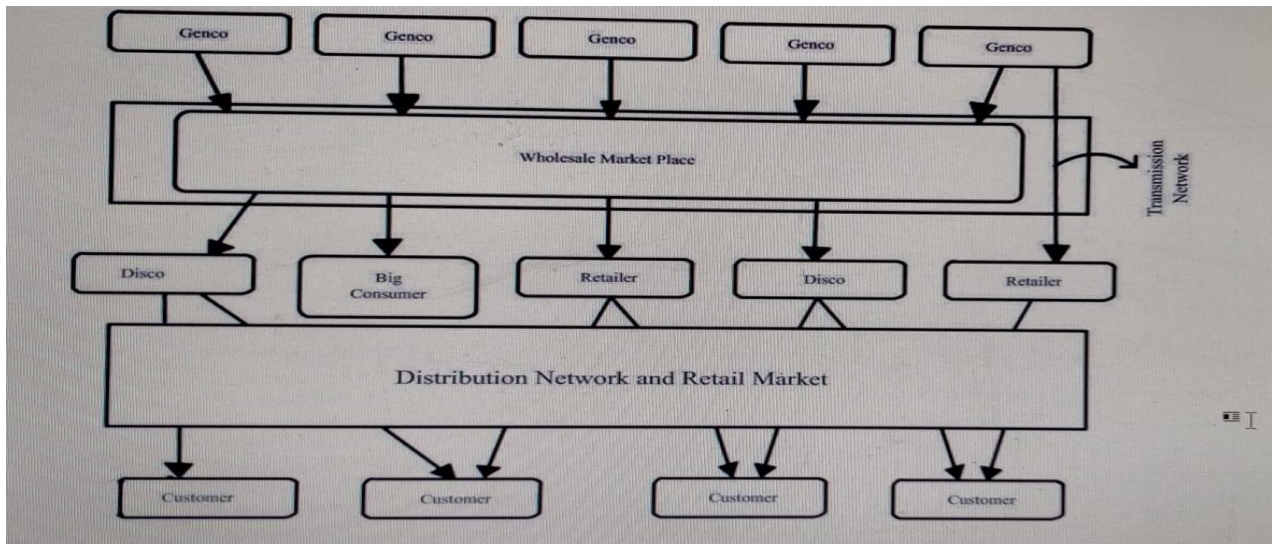 Genco
Genco
Genco
Genco
Genco
Wholesale Market Place
Transmission
Network
Disco
Big
Consumer
Retailer
Disco
Retailer
Distribution Network and Retail Market
Customer
Customer
Customer
Customer